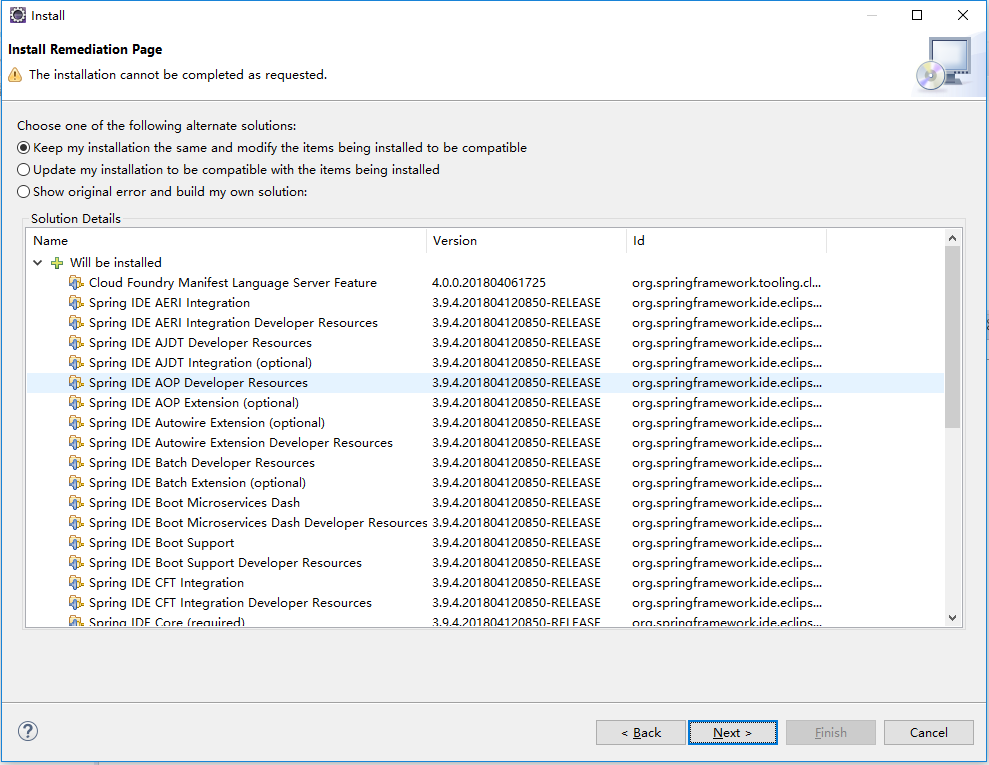 Install
Install Remediation Page
The installation cannot be completed as requested.
Choose one of the following alternate solutions:
Keep my installation the same and modify the items being installed to be compatible
Update my installation to be compatible with the items being installed
Show original error and build my own solution:
Solution Details
Name Version Id
Will be installed
Cloud Foundry Manifest Language Server Feature 4.0.0.201804061725 org.springframework.tooling.cl...
Spring IDE AERI Integration 3.9.4.201804120850-RELEASE org.springframework.ide.eclips...
Spring IDE AERI Integration Developer Resources 3.9.4.201804120850-RELEASE org.springframework.ide.eclips...
Spring IDE AJDT Developer Resources 3.9.4.201804120850-RELEASE org.springframework.ide.eclips...
Spring IDE AJDT Integration (optional) 3.9.4.201804120850-RELEASE org.springframework.ide.eclips...
Spring IDE AOP Developer Resources 3.9.4.201804120850-RELEASE org.springframework.ide.eclips...
Spring IDE AOP Extension (optional) 3.9.4.201804120850-RELEASE org.springframework.ide.eclips...
Spring IDE Autowire Extension (optional) 3.9.4.201804120850-RELEASE org.springframework.ide.eclips...
Spring IDE Autowire Extension Developer Resources 3.9.4.201804120850-RELEASE org.springframework.ide.eclips...
Spring IDE Batch Developer Resources 3.9.4.201804120850-RELEASE org.springframework.ide.eclips...
Spring IDE Batch Extension (optional) 3.9.4.201804120850-RELEASE org.springframework.ide.eclips...
Spring IDE Boot Microservices Dash 3.9.4.201804120850-RELEASE org.springframework.ide.eclips...
Spring IDE Boot Microservices Dash Developer Resources 3.9.4.201804120850-RELEASE org.springframework.ide.eclips...
Spring IDE Boot Support 3.9.4.201804120850-RELEASE org.springframework.ide.eclips...
Spring IDE Boot Support Developer Resources 3.9.4.201804120850-RELEASE org.springframework.ide.eclips...
Spring IDE CFT Integration 3.9.4.201804120850-RELEASE org.springframework.ide.eclips...
Spring IDE CFT Integration Developer Resources 3.9.4.201804120850-RELEASE org.springframework.ide.eclips...
Spring IDE Core (required) 3.9.4.201804120850-RELEASE org.springframework.ide.eclips...
? < Back Next > Finish Cancel